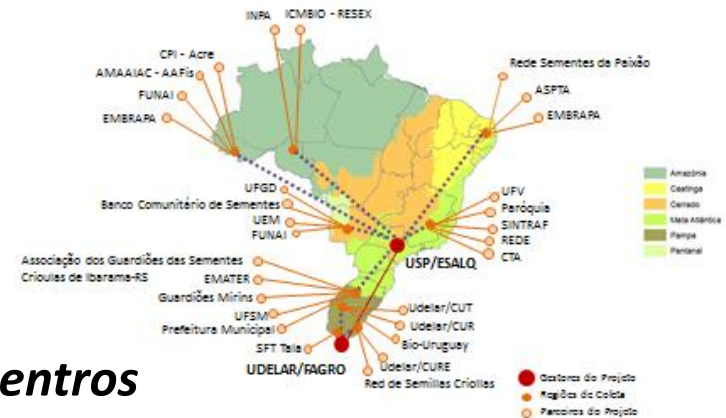 INPA
ICMBIO - RESEX
CPI - Acre
AMAAIAC - AAFis
FUNAI
EMBRAPA
Rede Sementes da Paixão
ASPTA
EMBRAPA
Amazônia
Caatinga
Cerrado
Mata Atlântica
Pampa
Pantanal
UFGD
Banco Comunitário de Sementes
UEM
FUNAI
UFV
Paróquia
SINTRAF
REDE
CTA
USP/ESALQ
Associação dos Guardiões das Sementes
Crioulas de Ibarama-RS
EMATER
Guardiões Mirins
UFSM
Prefeitura Municipal
SFT Tala
UDELAR/FAGRO
Udelar/CUT
Udelar/CUR
Bio-Uruguay
Udelar/CURE
Red de Semillas Criollas
entros
Gestores do Projeto
Regiões de Coleta
Parceiros do Projeto